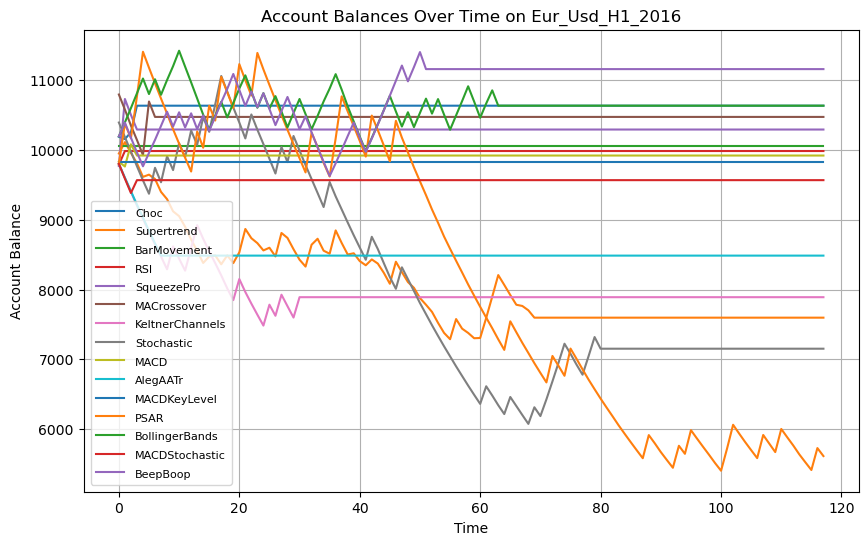 Account Balances Over Time on Eur_Usd_H1_2016
Account Balance
11000
10000
9000
8000
7000
6000
Choc
Supertrend
BarMovement
RSI
SqueezePro
MACrossover
KeltnerChannels
Stochastic
MACD
AlegAATr
MACDKeyLevel
PSAR
BollingerBands
MACDStochastic
BeepBoop
0 20 40 60 80 100 120
Time